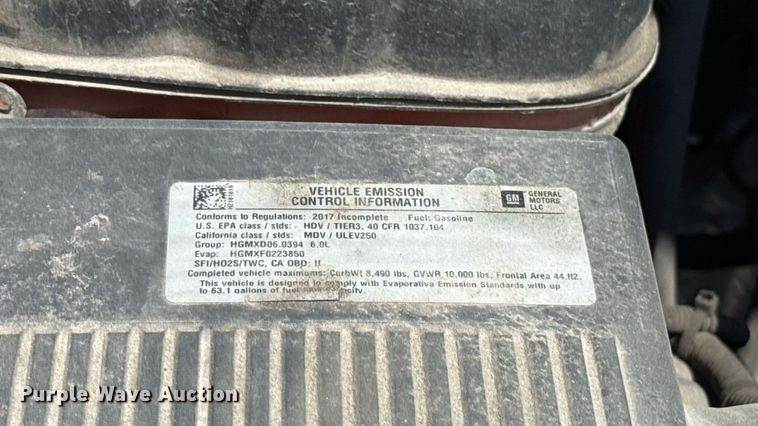 VEHICLE EMISSION
CONTROL INFORMATION
GM GENERAL MOTORS LLC
Conforms to Regulations: 2017 Incomplete Fuel: Gasoline
U.S. EPA class / stds: HDV / TIER3, 40 CFR 1037.104
California class / stds: MDV / ULEV250
Group: HGMXD06.0394 6.0L
Evap: HGMXF0223850
SFI/HO2S/TWC, CA OBD: II
Completed vehicle maximums: CurbWt 8,490 lbs, GVWR 10,000 lbs, Frontal Area 44 ft2.
This vehicle is designed to comply with Evaporative Emission Standards with up
to 63.1 gallons of fuel tank capacity.
Purple Wave Auction®